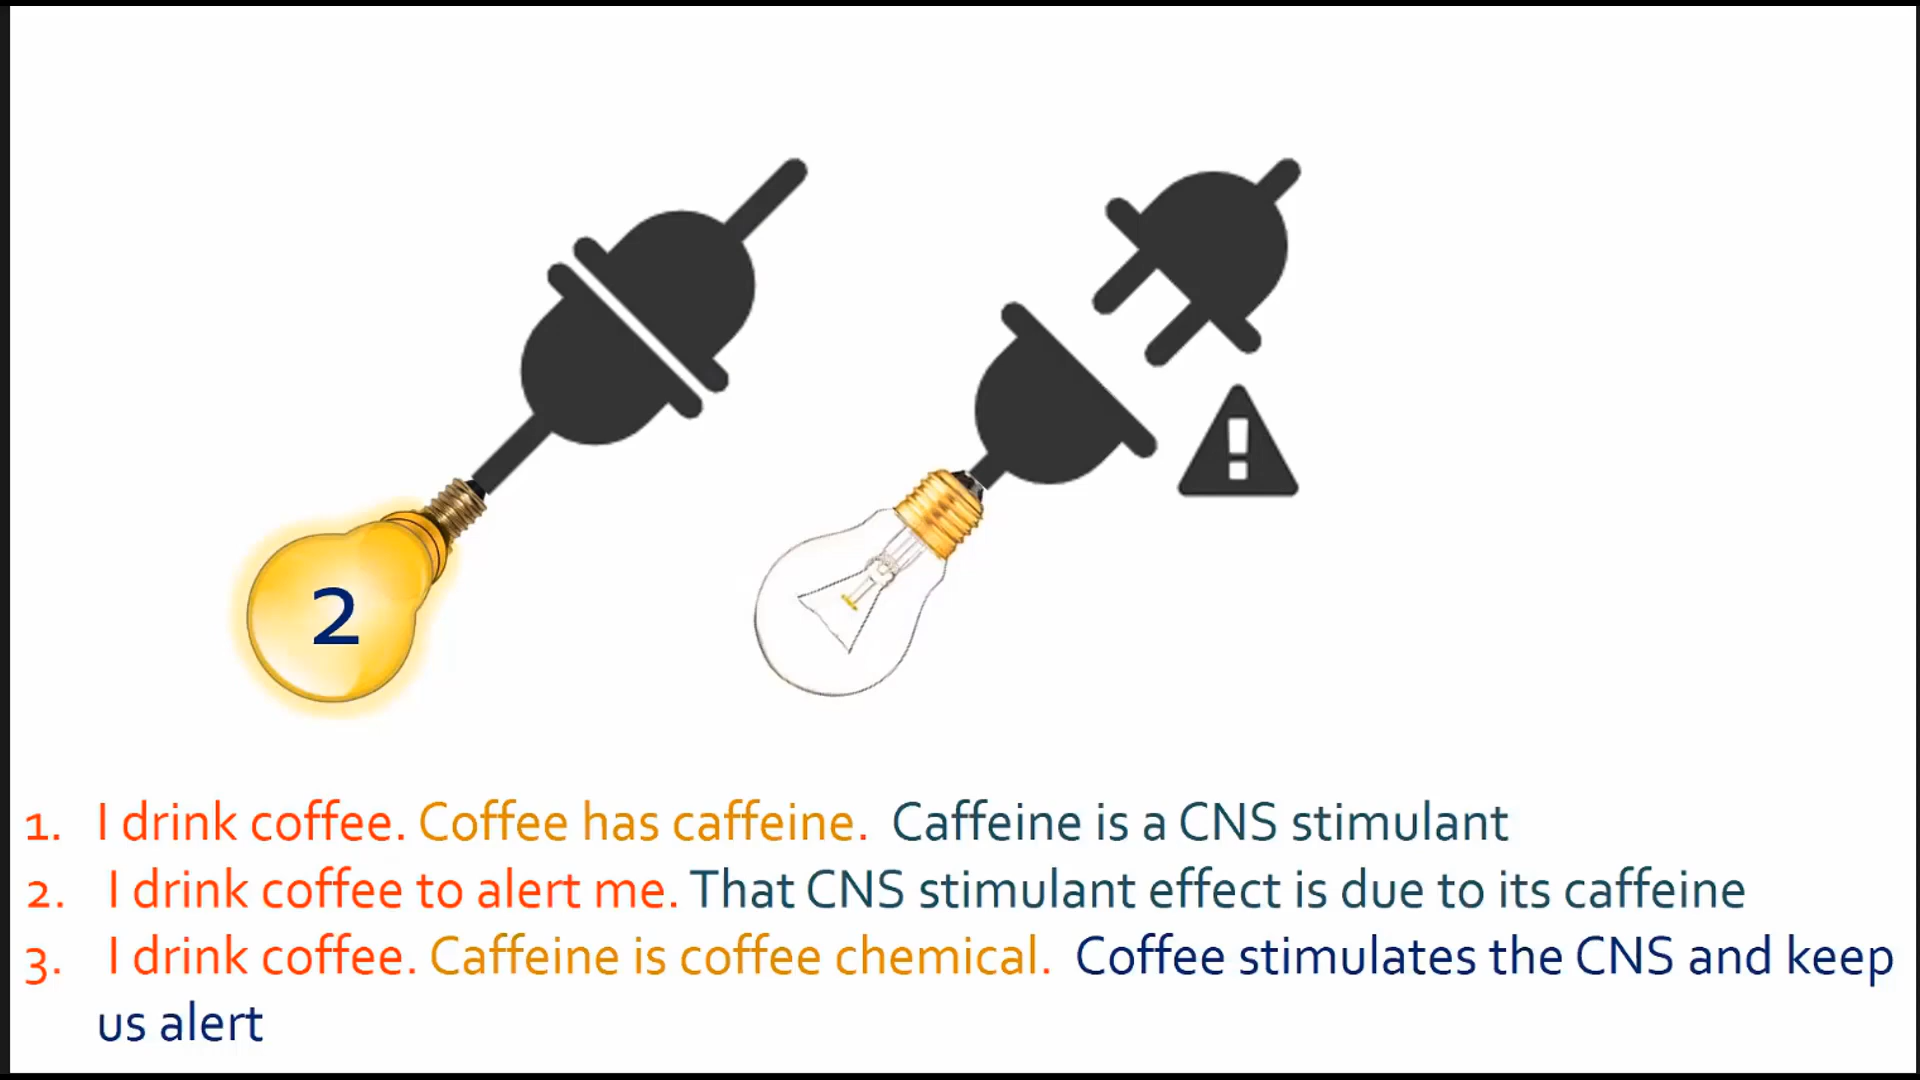 2
1. I drink coffee. Coffee has caffeine. Caffeine is a CNS stimulant
2. I drink coffee to alert me. That CNS stimulant effect is due to its caffeine
3. I drink coffee. Caffeine is coffee chemical. Coffee stimulates the CNS and keep
us alert